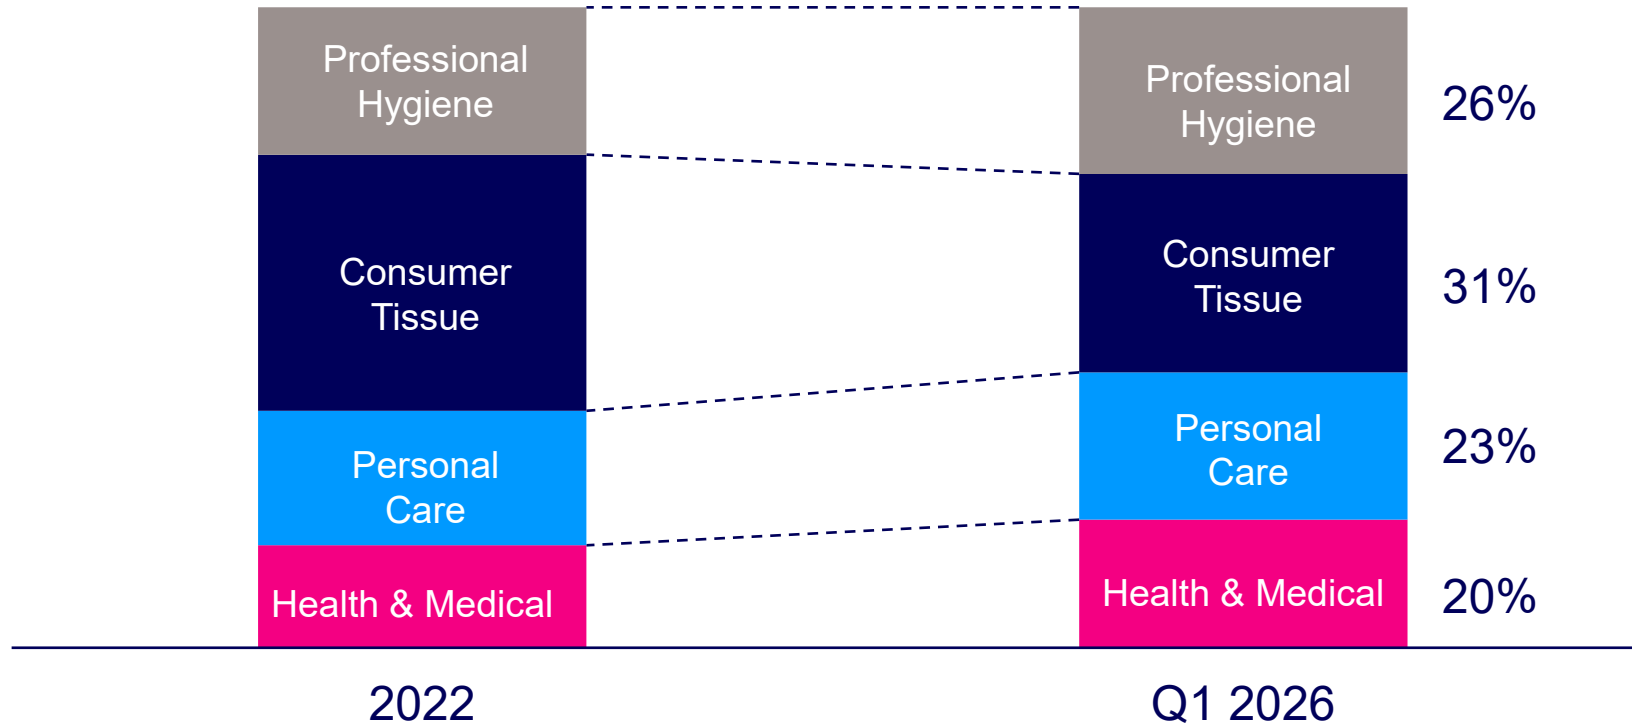 Professional
Hygiene
Consumer
Tissue
Personal
Care
Health & Medical
2022
Professional
Hygiene
26%
Consumer
Tissue
31%
Personal
Care
23%
Health & Medical
20%
Q1 2026